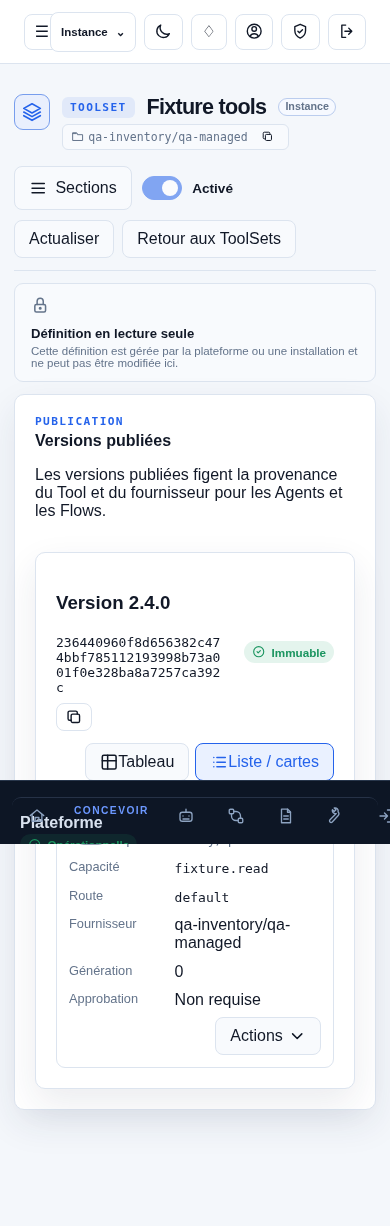 Instance
TOOLSET Fixture tools Instance
qa-inventory/qa-managed
Sections
Activé
Actualiser
Retour aux ToolSets
Définition en lecture seule
Cette définition est gérée par la plateforme ou une installation et
ne peut pas être modifiée ici.
PUBLICATION
Versions publiées
Les versions publiées figent la provenance
du Tool et du fournisseur pour les Agents et
les Flows.
Version 2.4.0
236440960f8d656382c47
4bbf785112193998b73a0
01f0e328ba8a7257ca392
c
Immuable
Tableau
Liste / cartes
CONCEVOIR
Plateforme
Capacité fixture.read
Route default
Fournisseur qa-inventory/qa-
managed
Génération 0
Approbation Non requise
Actions